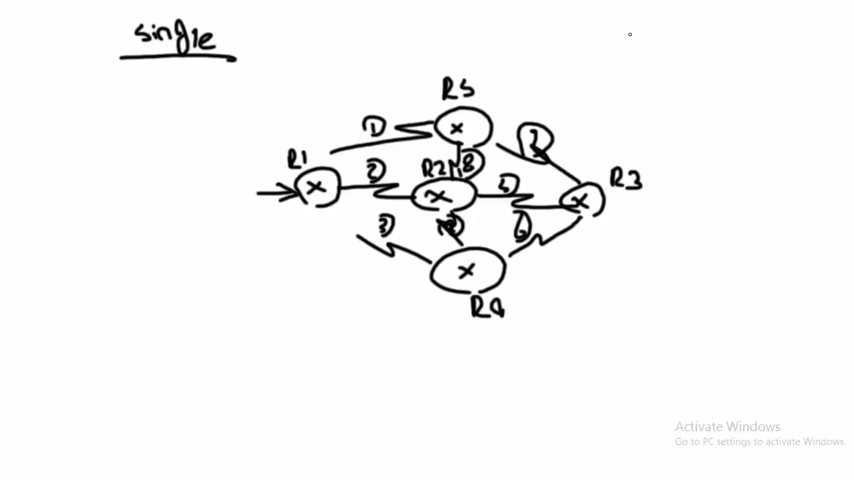 single
R5
1
R1
R2
8
2
5
R3
3
6
R4
Activate Windows
Go to PC settings to activate Windows.